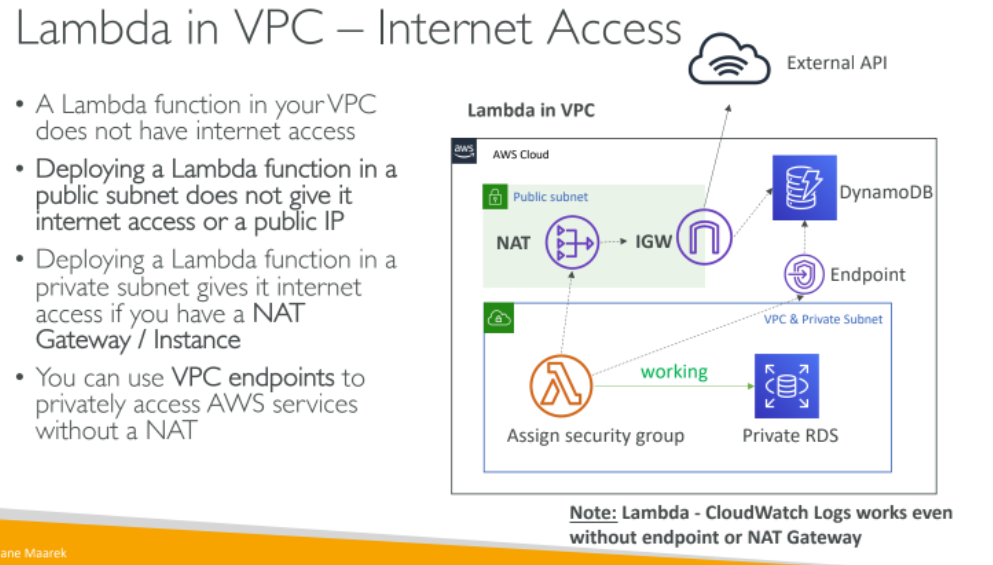 Lambda in VPC – Internet Access
• A Lambda function in your VPC
does not have internet access
• Deploying a Lambda function in a
public subnet does not give it
internet access or a public IP
• Deploying a Lambda function in a
private subnet gives it internet
access if you have a NAT
Gateway / Instance
• You can use VPC endpoints to
privately access AWS services
without a NAT
External API
Lambda in VPC
aws
AWS Cloud
Public subnet
DynamoDB
NAT
IGW
Endpoint
VPC & Private Subnet
working
Assign security group
Private RDS
Note: Lambda - CloudWatch Logs works even
without endpoint or NAT Gateway
ane Maarek